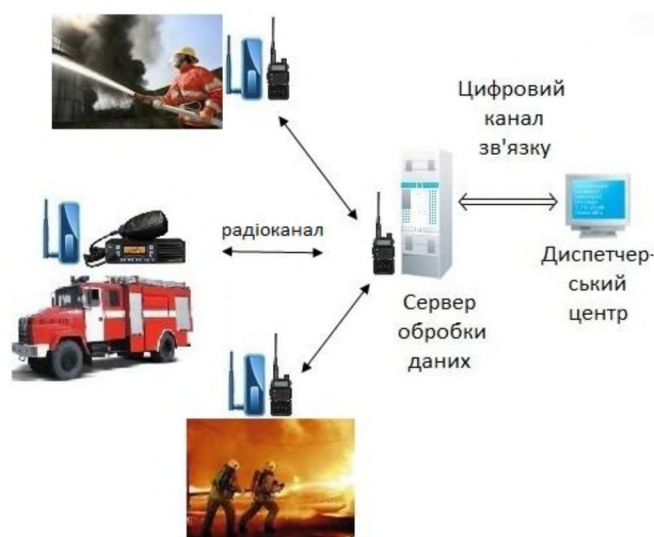 Цифровий
канал
зв'язку
радіоканал
Диспетчер-
ський
центр
Сервер
обробки
даних